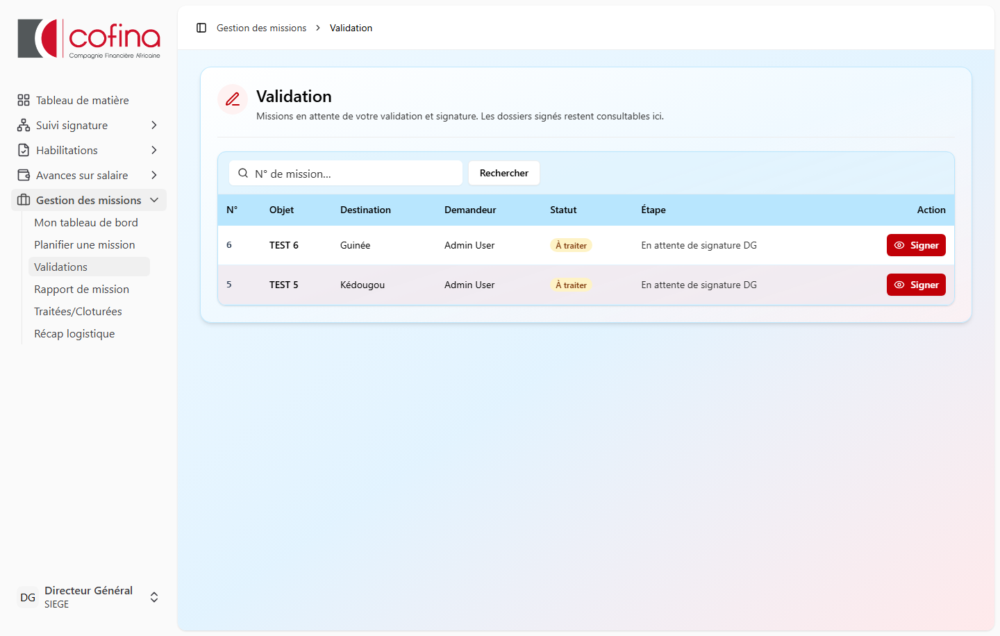 cofina
Compagnie Financière Africaine
Tableau de matière
Suivi signature
Habilitations
Avances sur salaire
Gestion des missions
Mon tableau de bord
Planifier une mission
Validations
Rapport de mission
Traitées/Cloturées
Récap logistique
DG
Directeur Général
SIEGE
Gestion des missions > Validation
Validation
Missions en attente de votre validation et signature. Les dossiers signés restent consultables ici.
N° de mission... Rechercher
N° Objet Destination Demandeur Statut Étape Action
6 TEST 6 Guinée Admin User À traiter En attente de signature DG Signer
5 TEST 5 Kédougou Admin User À traiter En attente de signature DG Signer